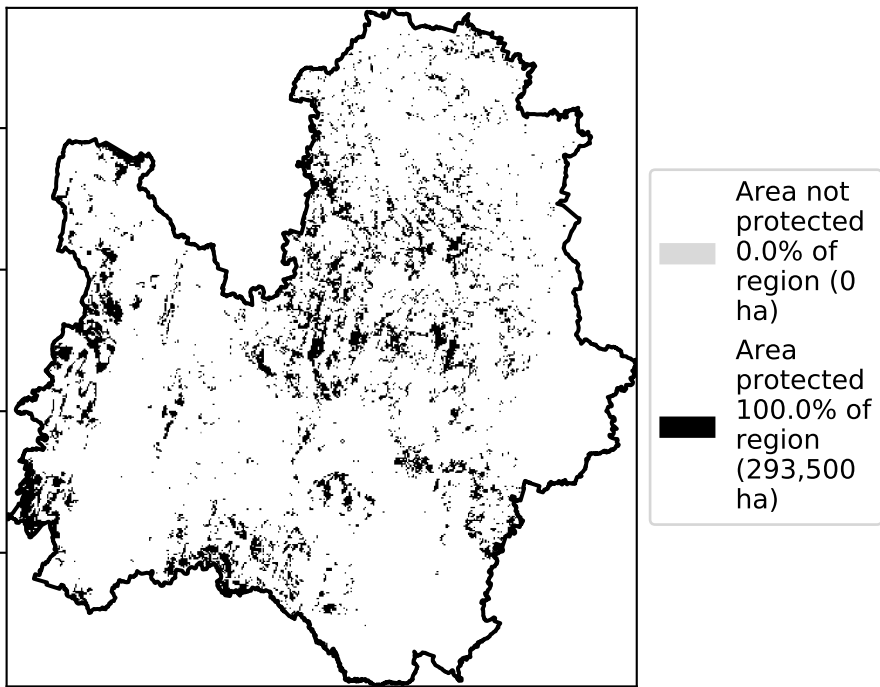 Area not
protected
0.0% of
region (0
ha)
Area
protected
100.0% of
region
(293,500
ha)